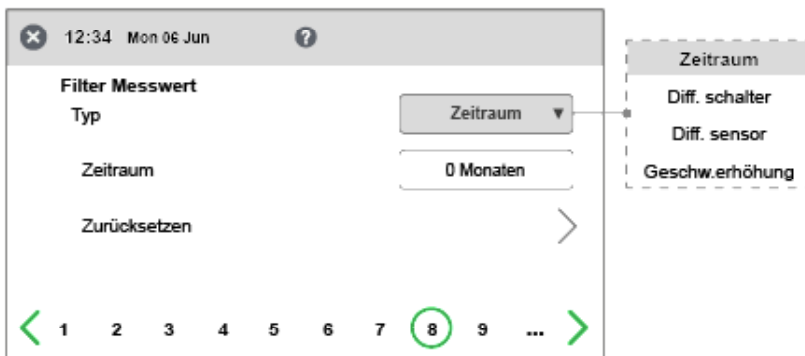 12:34 Mon 06 Jun ?
Filter Messwert
Typ Zeitraum ▼
Zeitraum 0 Monaten
Zurücksetzen
1 2 3 4 5 6 7 8 9 ...
Zeitraum
Diff. schalter
Diff. sensor
Geschw.erhöhung